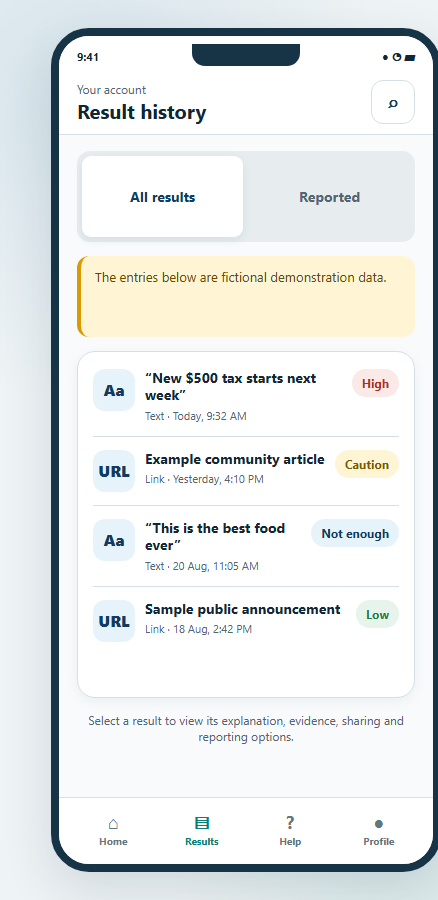 9:41
Your account
Result history
All results
Reported
The entries below are fictional demonstration data.
Aa
“New $500 tax starts next
week”
High
Text · Today, 9:32 AM
URL
Example community article
Caution
Link · Yesterday, 4:10 PM
Aa
“This is the best food
ever”
Not enough
Text · 20 Aug, 11:05 AM
URL
Sample public announcement
Low
Link · 18 Aug, 2:42 PM
Select a result to view its explanation, evidence, sharing and
reporting options.
?
Home
Results
Help
Profile